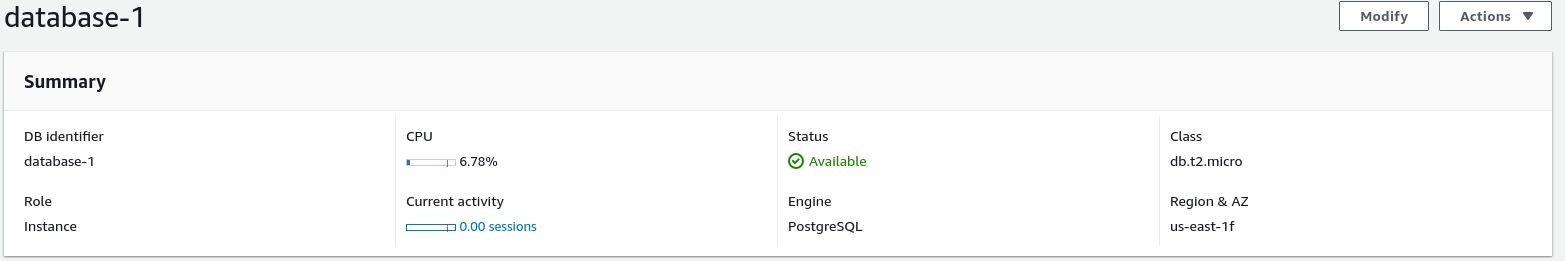 database-1
Modify
Actions
Summary
DB identifier
CPU
Status
Class
database-1
6.78%
Available
db.t2.micro
Role
Current activity
Engine
Region & AZ
Instance
0.00 sessions
PostgreSQL
us-east-1f